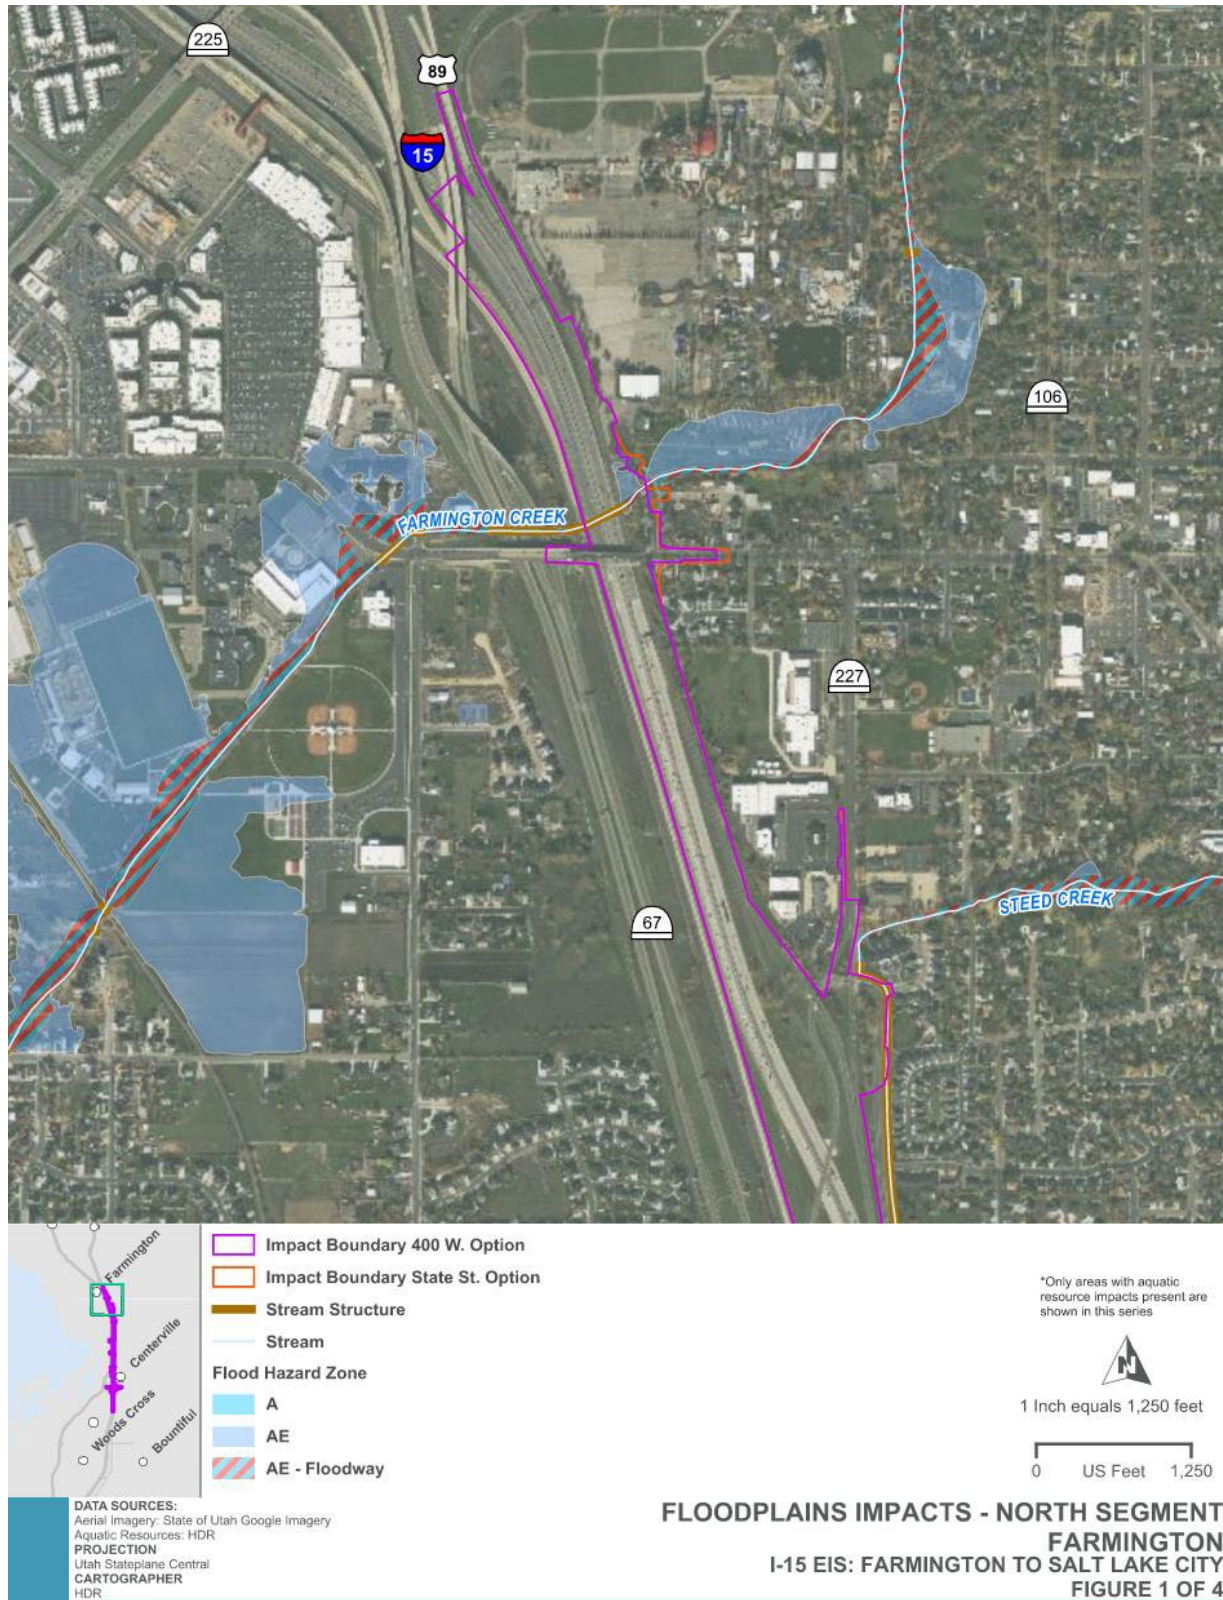 225
89
15
106
FARMINGTON CREEK
227
STEED CREEK
67
Farmington
Centerville
Woods Cross
Bountiful
Impact Boundary 400 W. Option
Impact Boundary State St. Option
Stream Structure
Stream
Flood Hazard Zone
A
AE
AE - Floodway
*Only areas with aquatic
resource impacts present are
shown in this series
N
1 Inch equals 1,250 feet
0 US Feet 1,250
DATA SOURCES:
Aerial Imagery: State of Utah Google Imagery
Aquatic Resources: HDR
PROJECTION
Utah Stateplane Central
CARTOGRAPHER
HDR
FLOODPLAINS IMPACTS - NORTH SEGMENT
FARMINGTON
I-15 EIS: FARMINGTON TO SALT LAKE CITY
FIGURE 1 OF 4